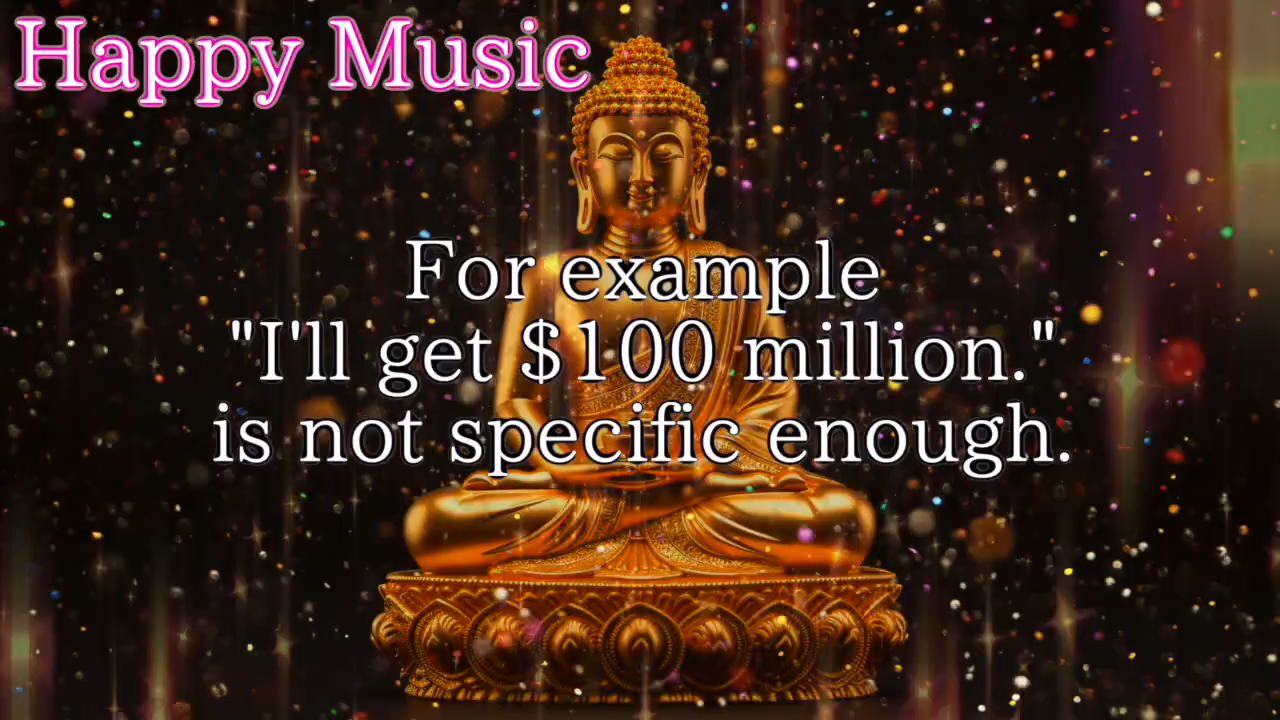 Happy Music
For example
"I'll get $100 million."
is not specific enough.